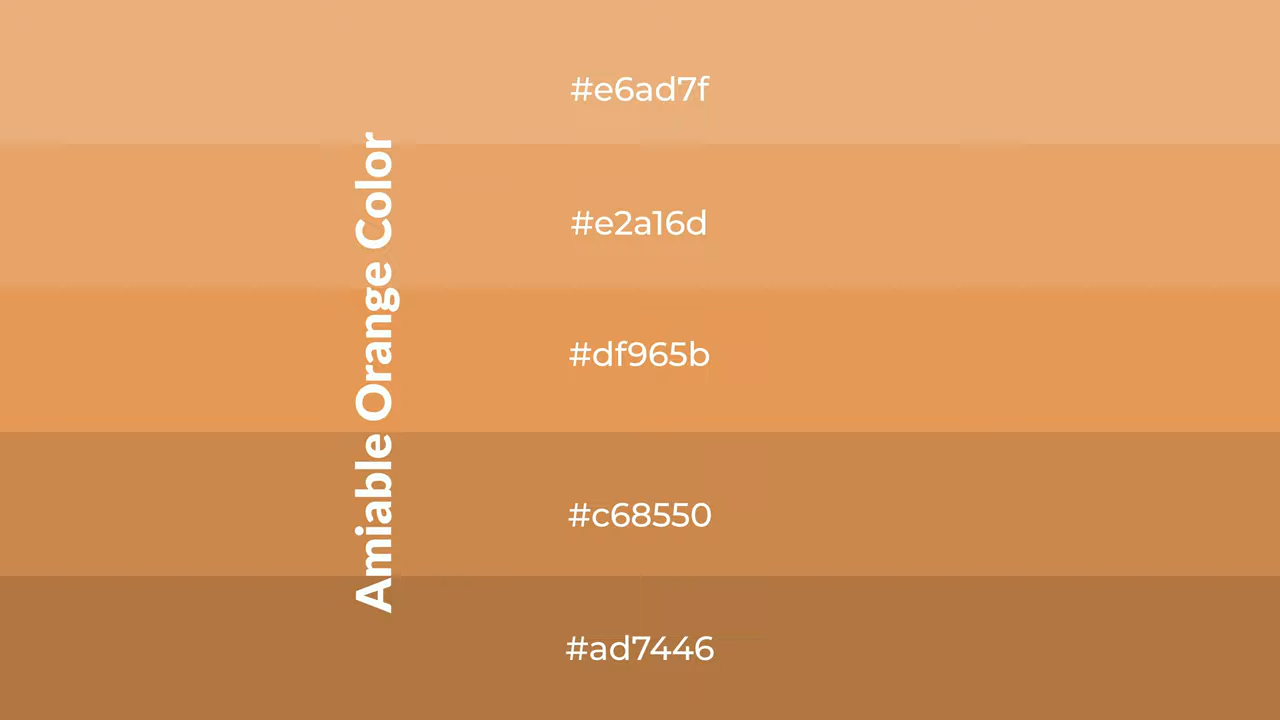 Amiable Orange Color
#e6ad7f
#e2a16d
#df965b
#c68550
#ad7446